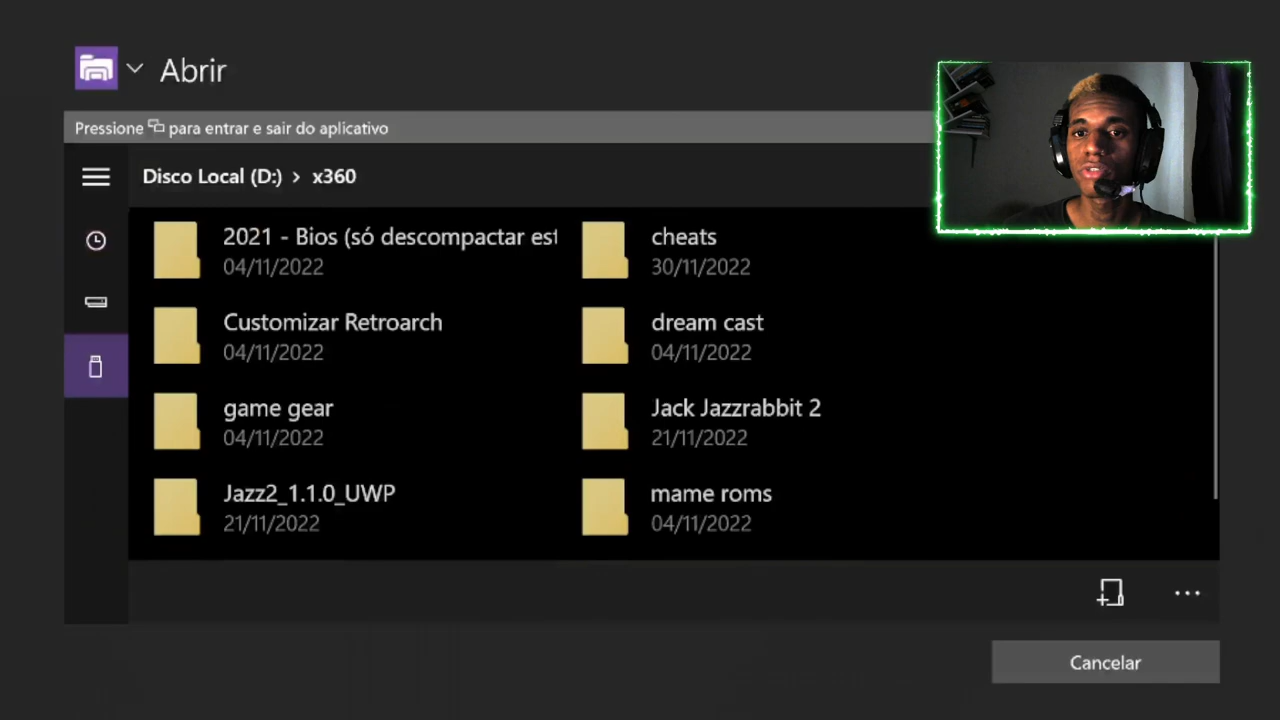 Abrir
Pressione para entrar e sair do aplicativo
Disco Local (D:) > x360
2021 - Bios (só descompactar est
04/11/2022
cheats
30/11/2022
Customizar Retroarch
04/11/2022
dream cast
04/11/2022
game gear
04/11/2022
Jack Jazzrabbit 2
21/11/2022
Jazz2_1.1.0_UWP
21/11/2022
mame roms
04/11/2022
Cancelar